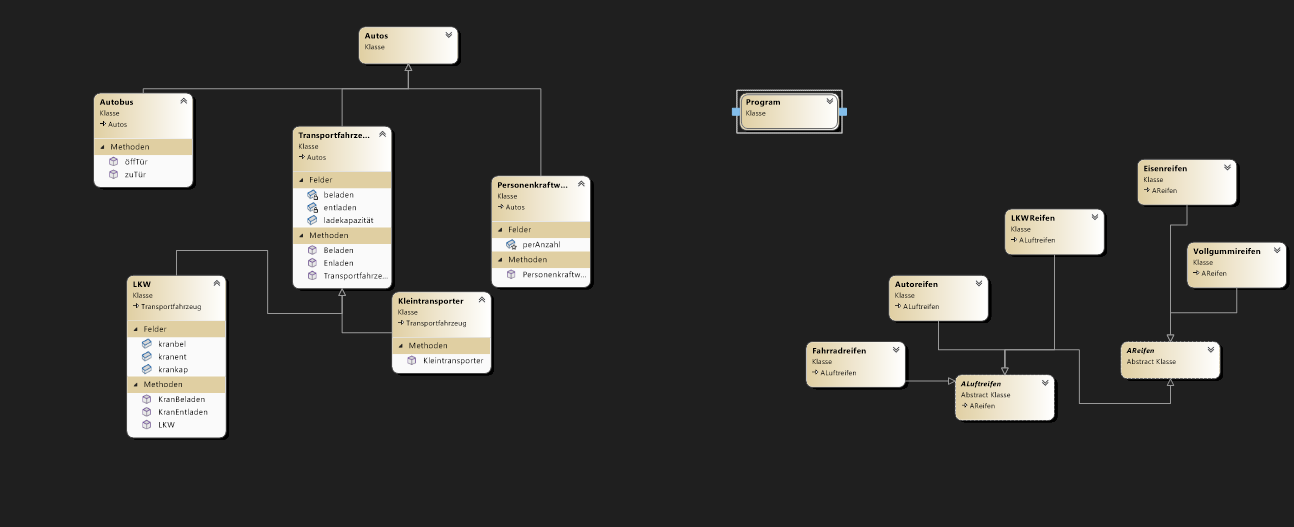 Autos
Klasse
Autobus
Klasse
Autos
Methoden
öffTür
zuTür
Transportfahrze...
Klasse
Autos
Felder
beladen
entladen
ladekapazität
Methoden
Beladen
Enladen
Transportfahrze...
Personenkraftw...
Klasse
Autos
Felder
perAnzahl
Methoden
Personenkraftw...
LKW
Klasse
Transportfahrzeug
Felder
kranbel
kranent
krankap
Methoden
KranBeladen
KranEntladen
LKW
Kleintransporter
Klasse
Transportfahrzeug
Methoden
Kleintransporter
Program
Klasse
Eisenreifen
Klasse
AReifen
LKWReifen
Klasse
ALuftreifen
Vollgummireifen
Klasse
AReifen
Autoreifen
Klasse
ALuftreifen
Fahrradreifen
Klasse
ALuftreifen
AReifen
Abstract Klasse
ALuftreifen
Abstract Klasse
AReifen